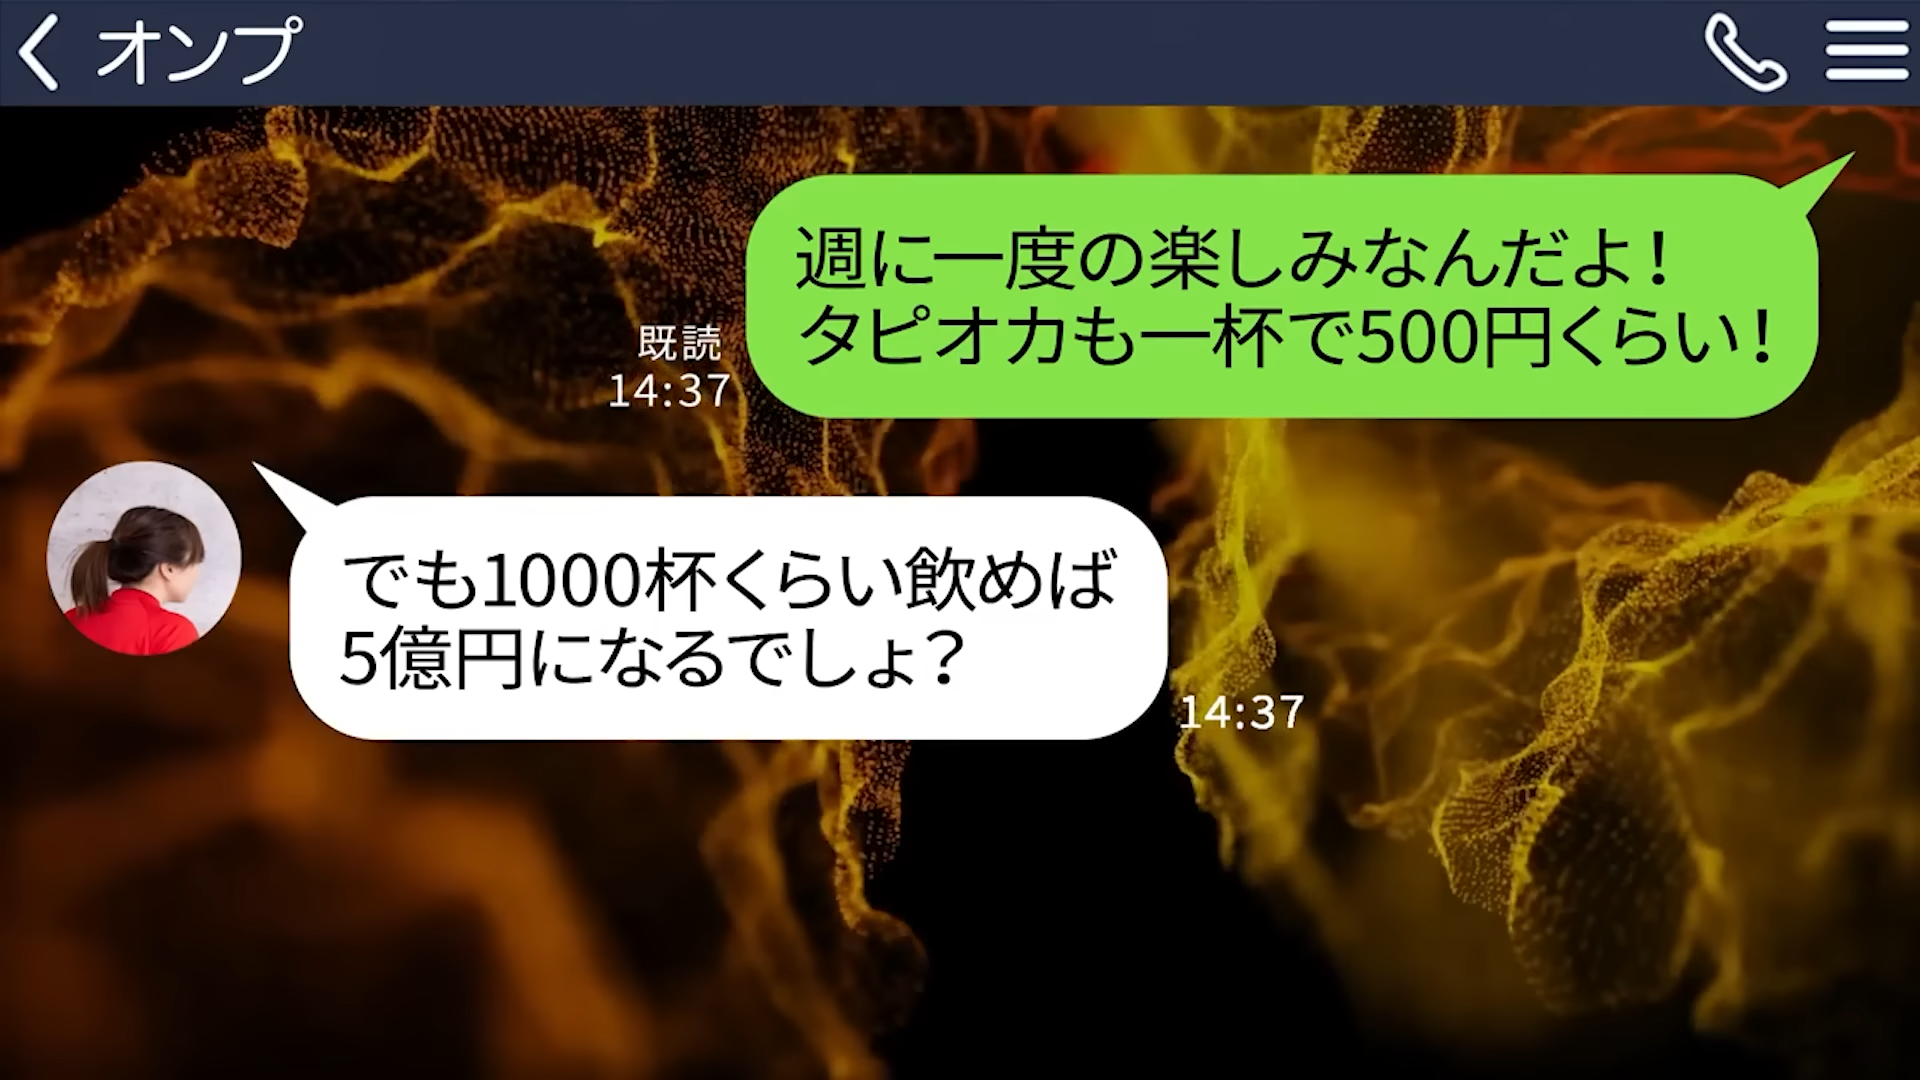 オンプ
週に一度の楽しみなんだよ！
タピオカも一杯で500円くらい！
既読
14:37
でも1000杯くらい飲めば
5億円になるでしょ？
14:37